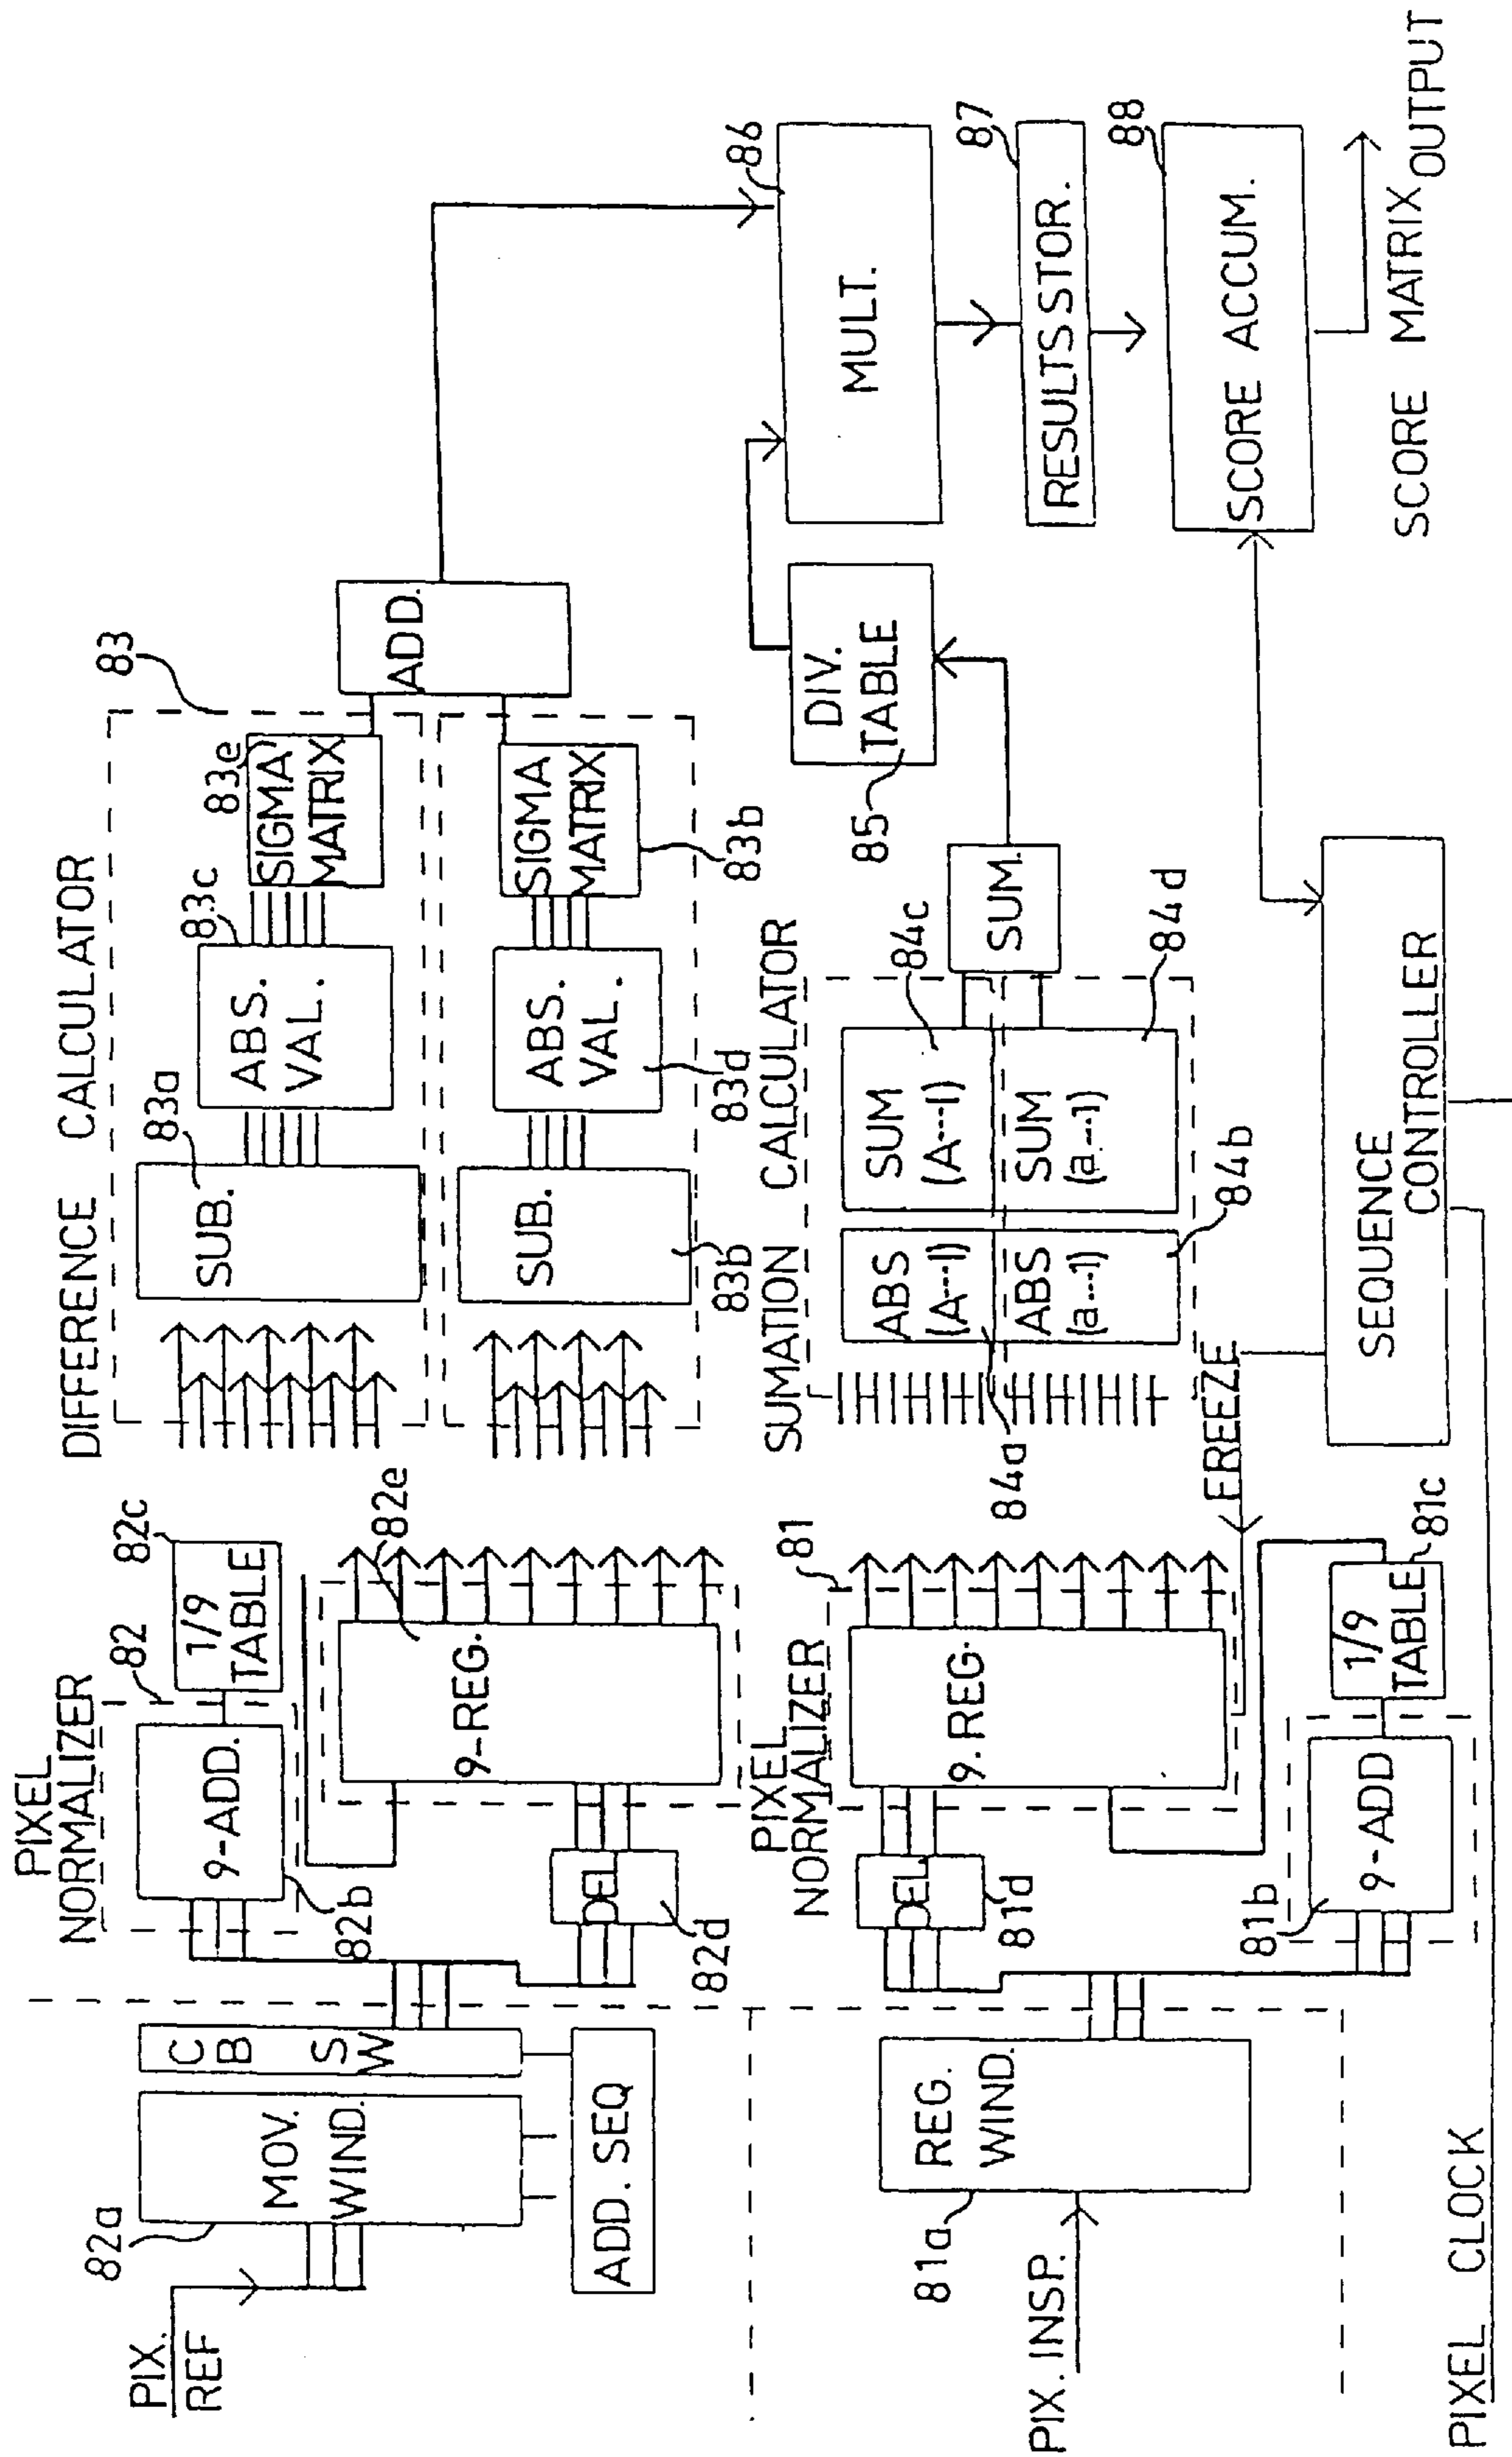 PIX.
REF
82a
MOV.
WIND.
C
B
S
W
ADD. SEQ
PIXEL
NORMALIZER
82
9-ADD.
82b
82c
1/9
TABLE
82e
9-REG.
DEL
82d
PIX. INSP.
81a
REG.
WIND.
PIXEL
NORMALIZER
81
9.REG.
DEL
81d
81b
9-ADD
1/9
TABLE
81c
FREEZE
DIFFERENCE CALCULATOR
83
83a
SUB.
83c
ABS.
VAL.
83e
SIGMA
MATRIX
SUB.
83b
ABS.
VAL.
83d
SIGMA
MATRIX
83b
ADD.
SUMATION CALCULATOR
84a
ABS
(A---I)
ABS
(a---1)
84b
SUM
(A---I)
SUM
(a---1)
84c
84d
SUM.
85
DIV.
TABLE
86
MULT.
87
RESULTS STOR.
88
SCORE ACCUM.
SCORE MATRIX OUTPUT
SEQUENCE
CONTROLLER
PIXEL CLOCK